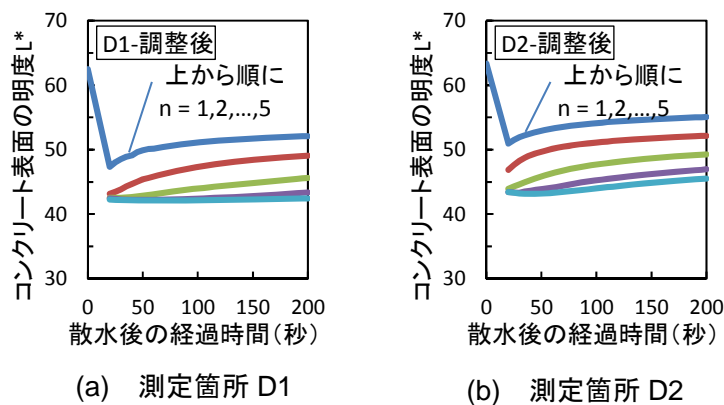 コンクリート表面の明度L*
70
60
50
40
30
D1-調整後
上から順に
n = 1,2,...,5
0 50 100 150 200
散水後の経過時間(秒)
(a) 測定箇所 D1
コンクリート表面の明度L*
70
60
50
40
30
D2-調整後
上から順に
n = 1,2,...,5
0 50 100 150 200
散水後の経過時間(秒)
(b) 測定箇所 D2